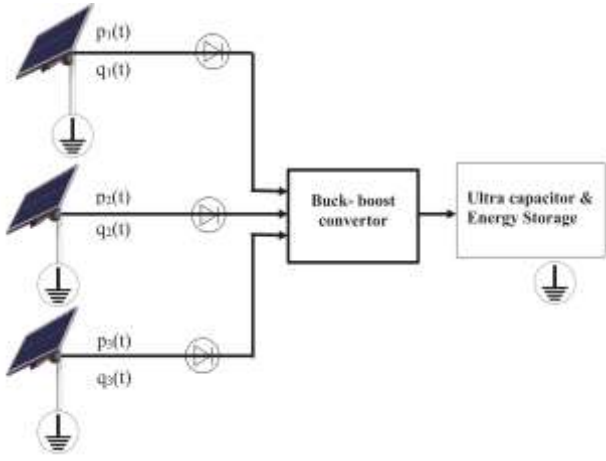 p1(t)
q1(t)
p2(t)
q2(t)
Buck- boost
convertor
Ultra capacitor &
Energy Storage
p3(t)
q3(t)